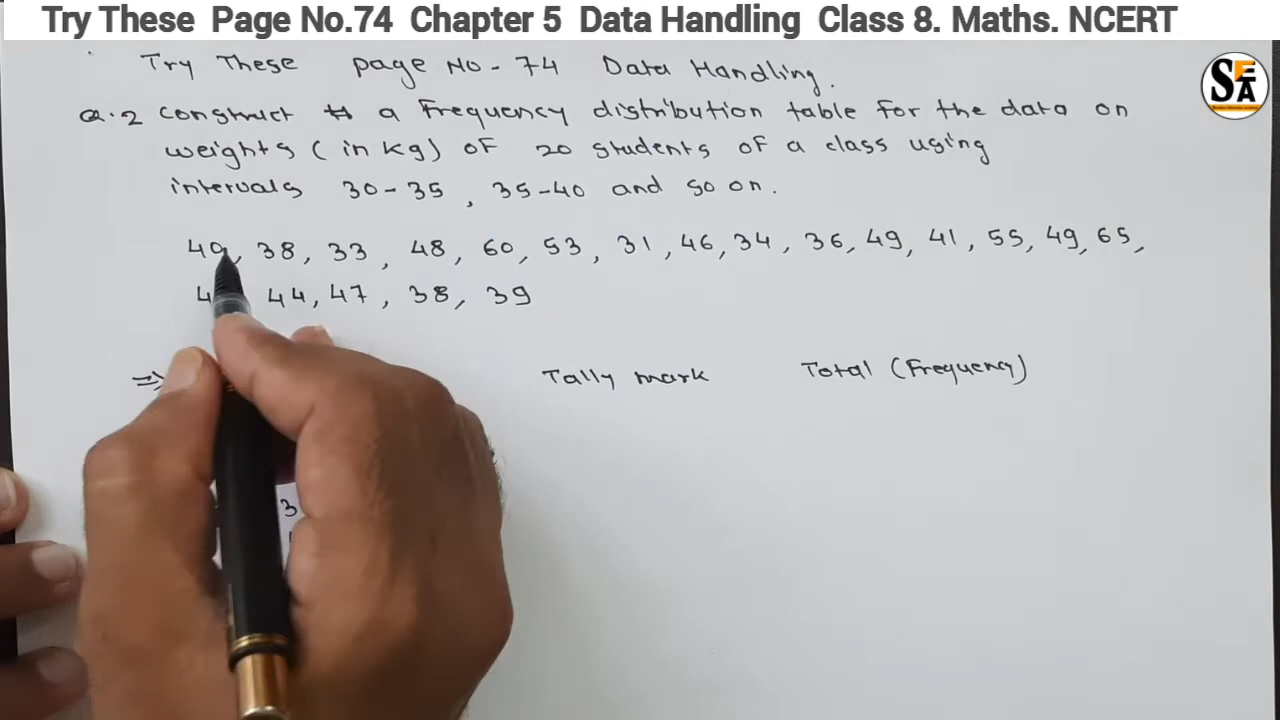 Try These Page No.74 Chapter 5 Data Handling Class 8. Maths. NCERT
Try These page No - 74 Data Handling.
Q.2 construct a Frequency distribution table for the data on
weights (in kg) of 20 students of a class using
intervals 30-35, 35-40 and so on.
40, 38, 33, 48, 60, 53, 31, 46, 34, 36, 49, 41, 55, 49, 65,
44, 47, 38, 39
=> Tally mark Total (Frequency)
3
SETA